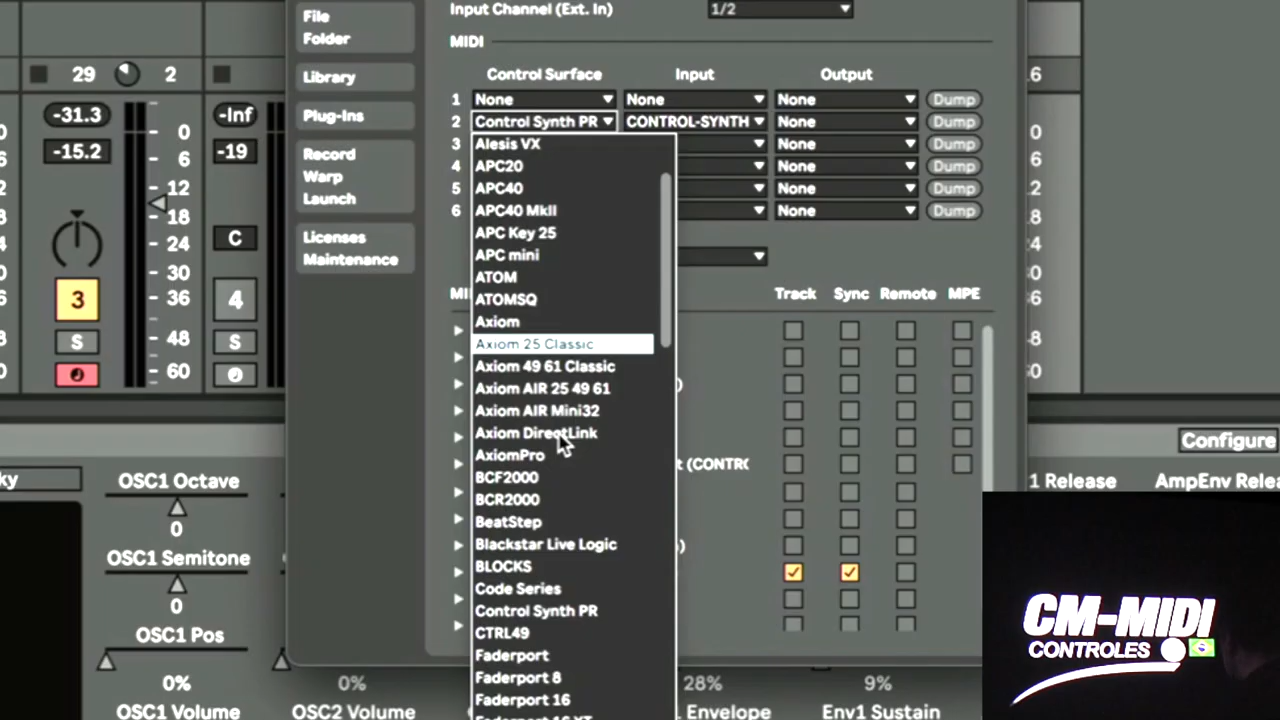 Input Channel (Ext. In) 1/2
File
Folder
Library
Plug-Ins
Record
Warp
Launch
Licenses
Maintenance
MIDI
Control Surface Input Output
1 None None None Dump
2 Control Synth PR CONTROL-SYNTH None Dump
3 None Dump
4 None Dump
5 None Dump
6 None Dump
Alesis VX
APC20
APC40
APC40 MkII
APC Key 25
APC mini
ATOM
ATOMSQ
Axiom
Axiom 25 Classic
Axiom 49 61 Classic
Axiom AIR 25 49 61
Axiom AIR Mini32
Axiom DirectLink
AxiomPro
BCF2000
BCR2000
BeatStep
Blackstar Live Logic
BLOCKS
Code Series
Control Synth PR
CTRL49
Faderport
Faderport 8
Faderport 16
Track Sync Remote MPE
29 2
-31.3 -Inf
-15.2 -19
0
6
12
18
24
30
36
48
60
C
3 4
S S
OSC1 Octave
0
OSC1 Semitone
0
OSC1 Pos
0% 0% 28% 9%
OSC1 Volume OSC2 Volume Envelope Env1 Sustain
Configure
1 Release AmpEnv Relea
CM-MIDI
CONTROLES